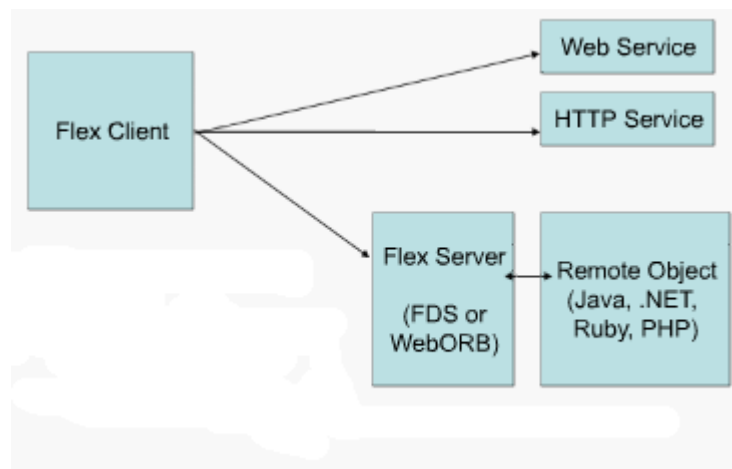 Web Service
Flex Client
HTTP Service
Flex Server
(FDS or
WebORB)
Remote Object
(Java, .NET,
Ruby, PHP)